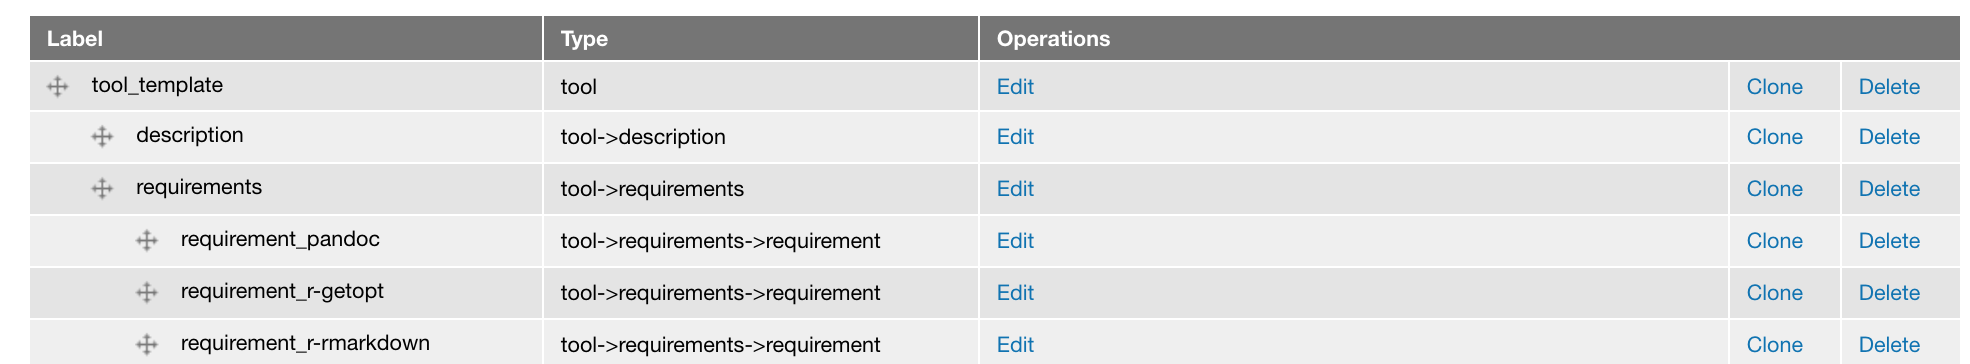 Label Type Operations
tool_template tool Edit Clone Delete
description tool->description Edit Clone Delete
requirements tool->requirements Edit Clone Delete
requirement_pandoc tool->requirements->requirement Edit Clone Delete
requirement_r-getopt tool->requirements->requirement Edit Clone Delete
requirement_r-rmarkdown tool->requirements->requirement Edit Clone Delete